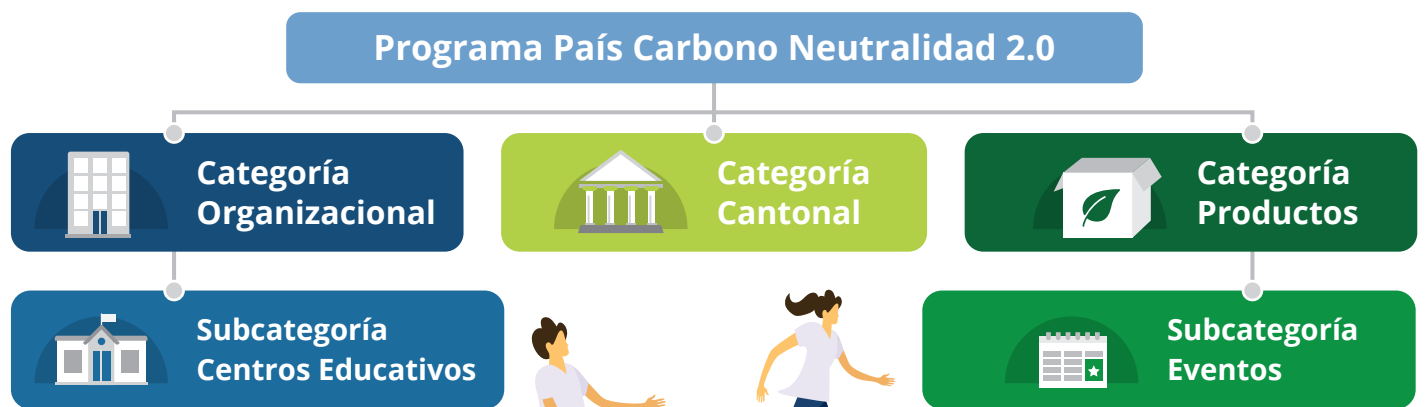 Programa País Carbono Neutralidad 2.0
Categoría
Organizacional
Categoría
Cantonal
Categoría
Productos
Subcategoría
Centros Educativos
Subcategoría
Eventos